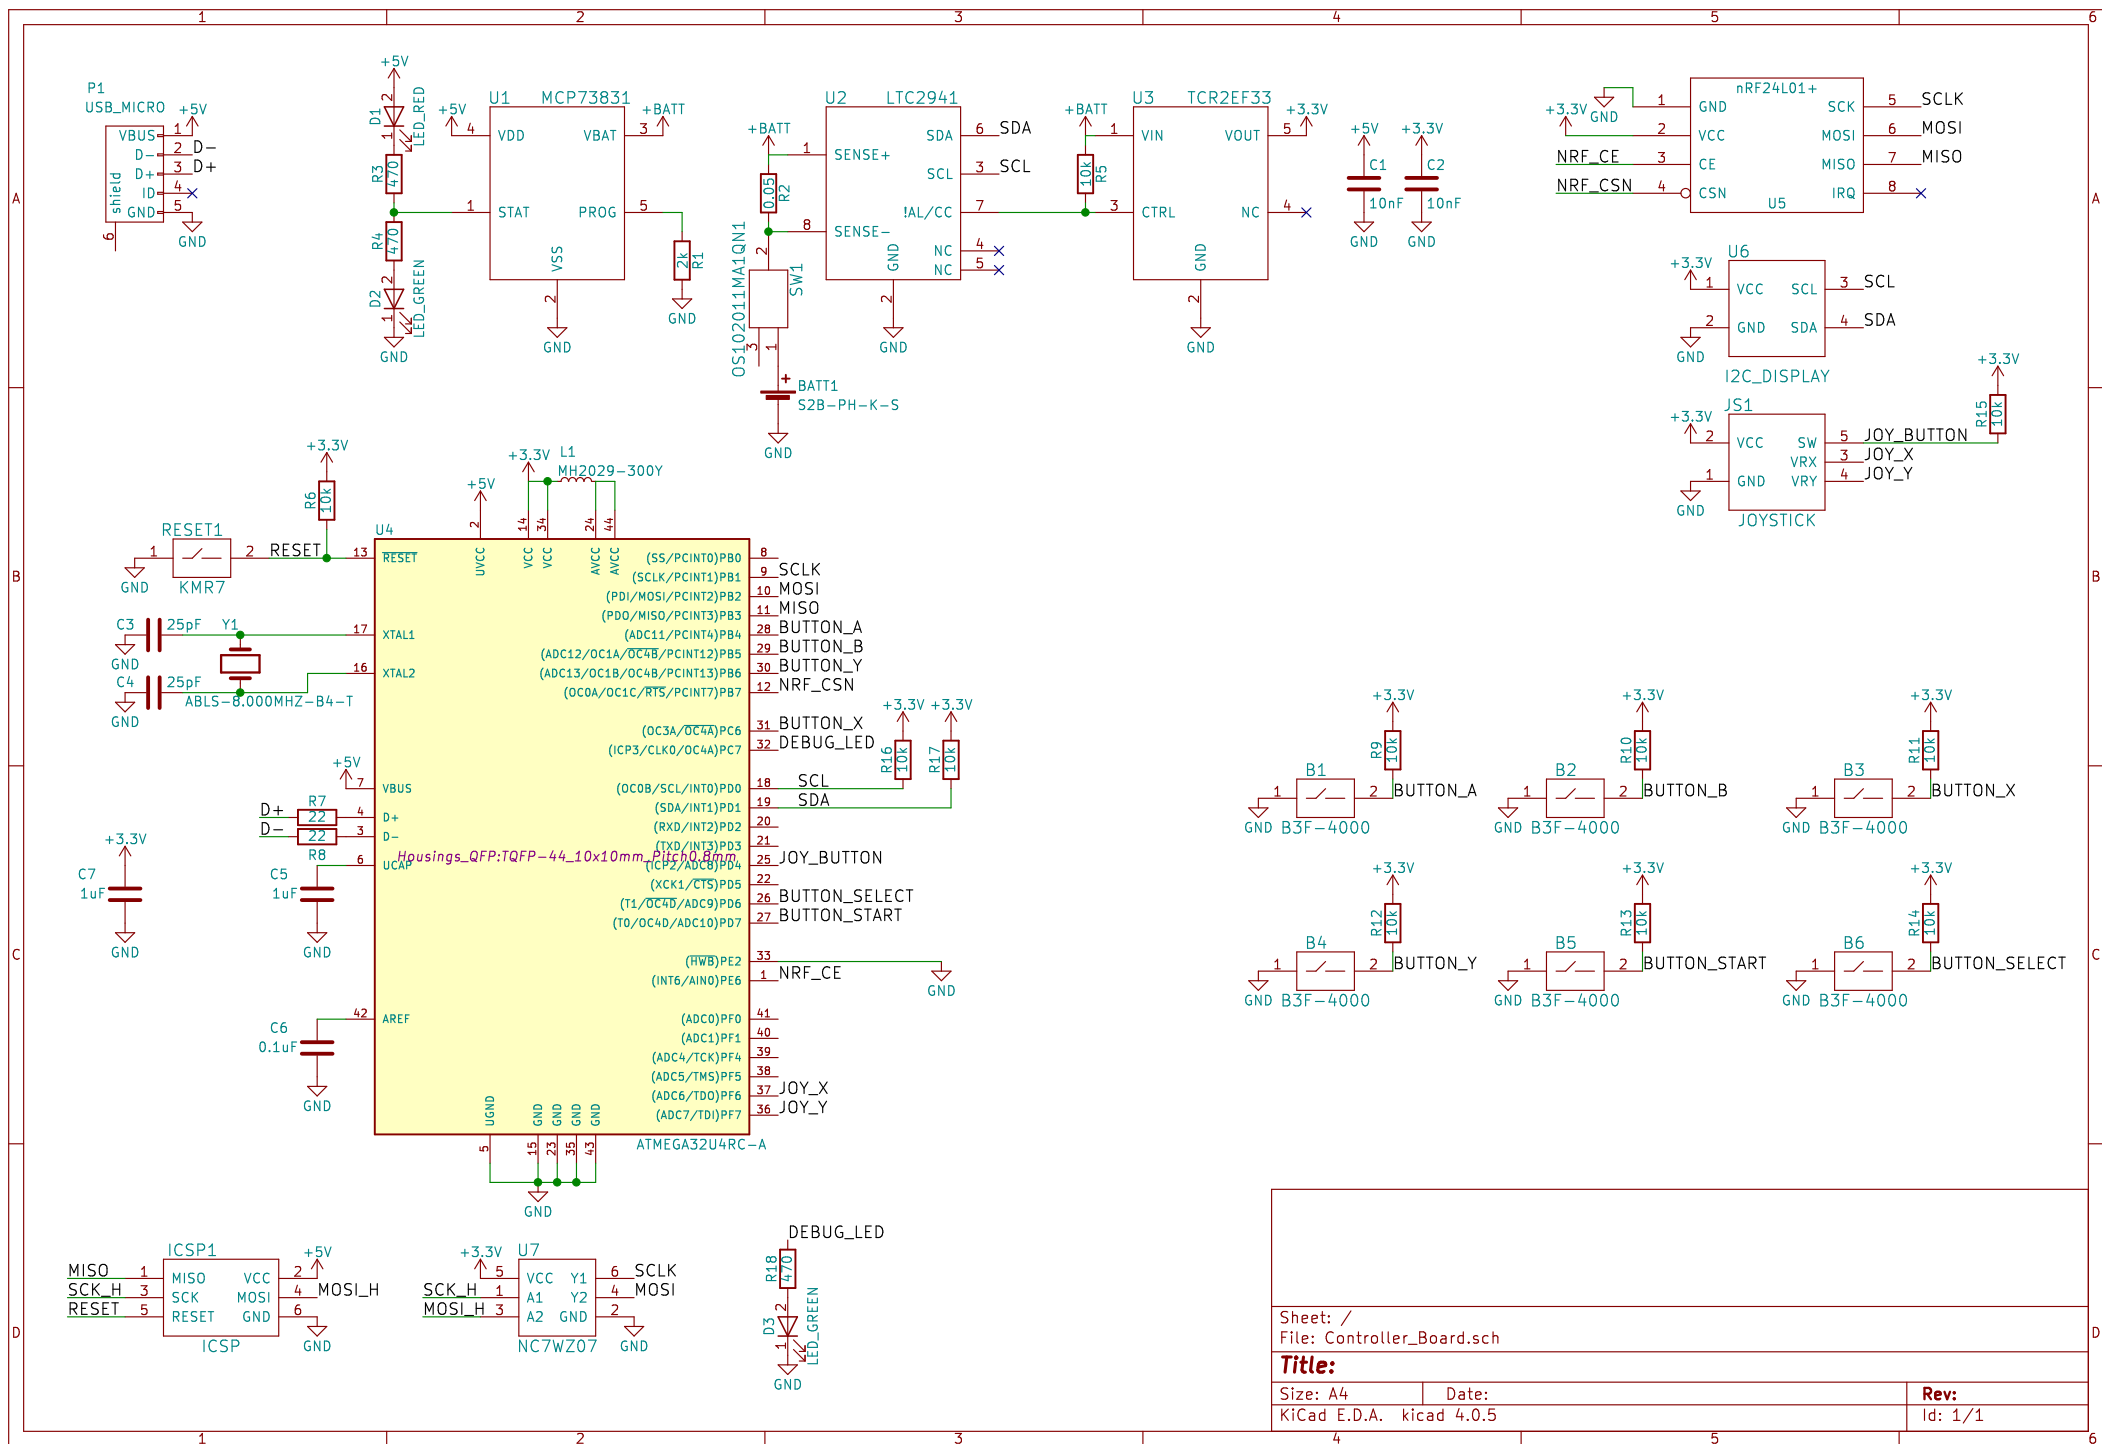 1 2 3 4 5 6
A B C D
P1
USB_MICRO
+5V
VBUS 1
D- 2 D-
D+ 3 D+
ID 4
GND 5
shield
6
GND
+5V
D1
LED_RED
2
1
R3
470
R4
470
D2
LED_GREEN
2
1
GND
U1 MCP73831
+5V
4 VDD
VBAT 3
+BATT
1 STAT
PROG 5
VSS
2
GND
R1
2k
GND
U2 LTC2941
+BATT
1 SENSE+
8 SENSE-
SDA 6 SDA
SCL 3 SCL
!AL/CC 7
NC 4
NC 5
GND
2
GND
R2
0.05
SW1
OS102011MA1QN1
2
3
1
BATT1
S2B-PH-K-S
+
GND
U3 TCR2EF33
+BATT
1 VIN
3 CTRL
VOUT 5
+3.3V
NC 4
GND
2
GND
R5
10k
+5V
C1
10nF
GND
+3.3V
C2
10nF
GND
nRF24L01+
U5
GND
+3.3V
1 GND
2 VCC
NRF_CE 3 CE
NRF_CSN 4 CSN
SCK 5 SCLK
MOSI 6 MOSI
MISO 7 MISO
IRQ 8
U6
+3.3V
1 VCC
2 GND
GND
SCL 3 SCL
SDA 4 SDA
I2C_DISPLAY
JS1
+3.3V
2 VCC
1 GND
GND
SW 5 JOY_BUTTON
VRX 3 JOY_X
VRY 4 JOY_Y
JOYSTICK
+3.3V
R15
10k
+3.3V
R6
10k
RESET1
1 2
RESET
GND
KMR7
C3 25pF
GND
Y1
C4 25pF
GND
ABLS-8.000MHZ-B4-T
+5V
+3.3V
L1
MH2029-300Y
U4
2 14 34 24 44
UVCC VCC VCC AVCC AVCC
13 RESET
17 XTAL1
16 XTAL2
+5V
7 VBUS
D+ R7 22 4 D+
D- R8 22 3 D-
6 UCAP
42 AREF
+3.3V
C7
1uF
GND
C5
1uF
GND
C6
0.1uF
GND
(SS/PCINT0)PB0 8
(SCLK/PCINT1)PB1 9 SCLK
(PDI/MOSI/PCINT2)PB2 10 MOSI
(PDO/MISO/PCINT3)PB3 11 MISO
(ADC11/PCINT4)PB4 28 BUTTON_A
(ADC12/OC1A/OC4B/PCINT12)PB5 29 BUTTON_B
(ADC13/OC1B/OC4B/PCINT13)PB6 30 BUTTON_Y
(OC0A/OC1C/RTS/PCINT7)PB7 12 NRF_CSN
(OC3A/OC4A)PC6 31 BUTTON_X
(ICP3/CLK0/OC4A)PC7 32 DEBUG_LED
(OC0B/SCL/INT0)PD0 18 SCL
(SDA/INT1)PD1 19 SDA
(RXD/INT2)PD2 20
(TXD/INT3)PD3 21
Housings_QFP:TQFP-44_10x10mm_Pitch0.8mm
(ICP2/ADC8)PD4 25 JOY_BUTTON
(XCK1/CTS)PD5 22
(T1/OC4D/ADC9)PD6 26 BUTTON_SELECT
(T0/OC4D/ADC10)PD7 27 BUTTON_START
(HWB)PE2 33
(INT6/AIN0)PE6 1 NRF_CE
GND
(ADC0)PF0 41
(ADC1)PF1 40
(ADC4/TCK)PF4 39
(ADC5/TMS)PF5 38
(ADC6/TDO)PF6 37 JOY_X
(ADC7/TDI)PF7 36 JOY_Y
UGND GND GND GND GND
5 15 23 35 43
ATMEGA32U4RC-A
GND
+3.3V +3.3V
R16 10k
R17 10k
+3.3V
R9 10k
B1
1 2 BUTTON_A
GND B3F-4000
+3.3V
R10 10k
B2
1 2 BUTTON_B
GND B3F-4000
+3.3V
R11 10k
B3
1 2 BUTTON_X
GND B3F-4000
+3.3V
R12 10k
B4
1 2 BUTTON_Y
GND B3F-4000
+3.3V
R13 10k
B5
1 2 BUTTON_START
GND B3F-4000
+3.3V
R14 10k
B6
1 2 BUTTON_SELECT
GND B3F-4000
ICSP1
MISO 1 MISO
SCK_H 3 SCK
RESET 5 RESET
VCC 2 +5V
MOSI 4 MOSI_H
GND 6
GND
ICSP
+3.3V
U7
5 VCC
SCK_H 1 A1
MOSI_H 3 A2
Y1 6 SCLK
Y2 4 MOSI
GND 2
GND
NC7WZ07
DEBUG_LED
R18
470
D3
2
1
LED_GREEN
GND
Sheet: /
File: Controller_Board.sch
Title:
Size: A4 Date: Rev:
KiCad E.D.A. kicad 4.0.5 Id: 1/1
A B C D
1 2 3 4 5 6